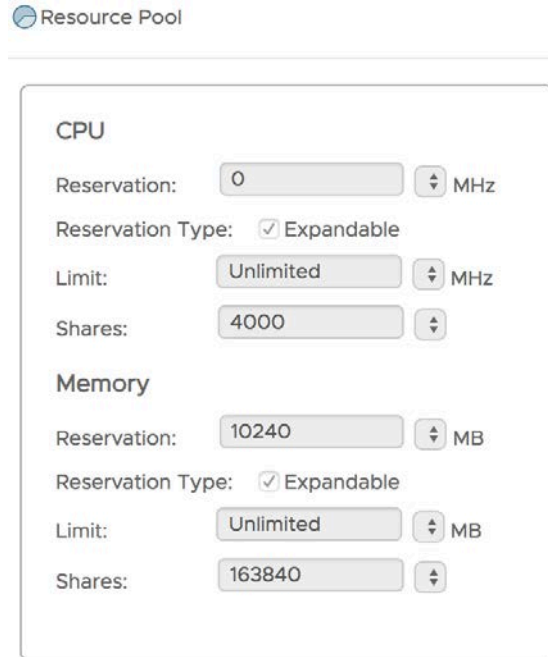 Resource Pool
CPU
Reservation: 0 MHz
Reservation Type: Expandable
Limit: Unlimited MHz
Shares: 4000
Memory
Reservation: 10240 MB
Reservation Type: Expandable
Limit: Unlimited MB
Shares: 163840